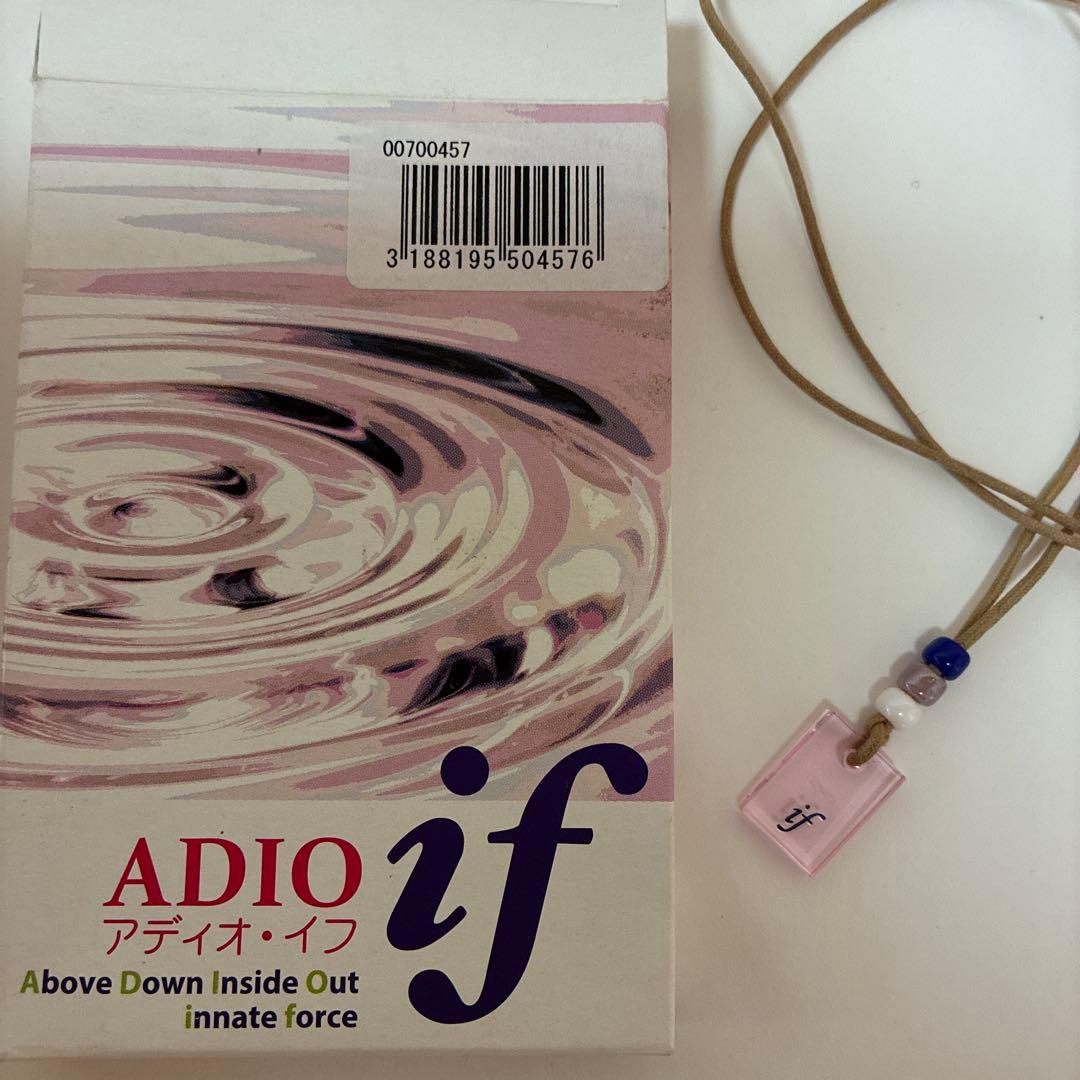 00700457
3 188195 504576
if
ADIO
アディオ・イフ
Above Down Inside Out
innate force
if